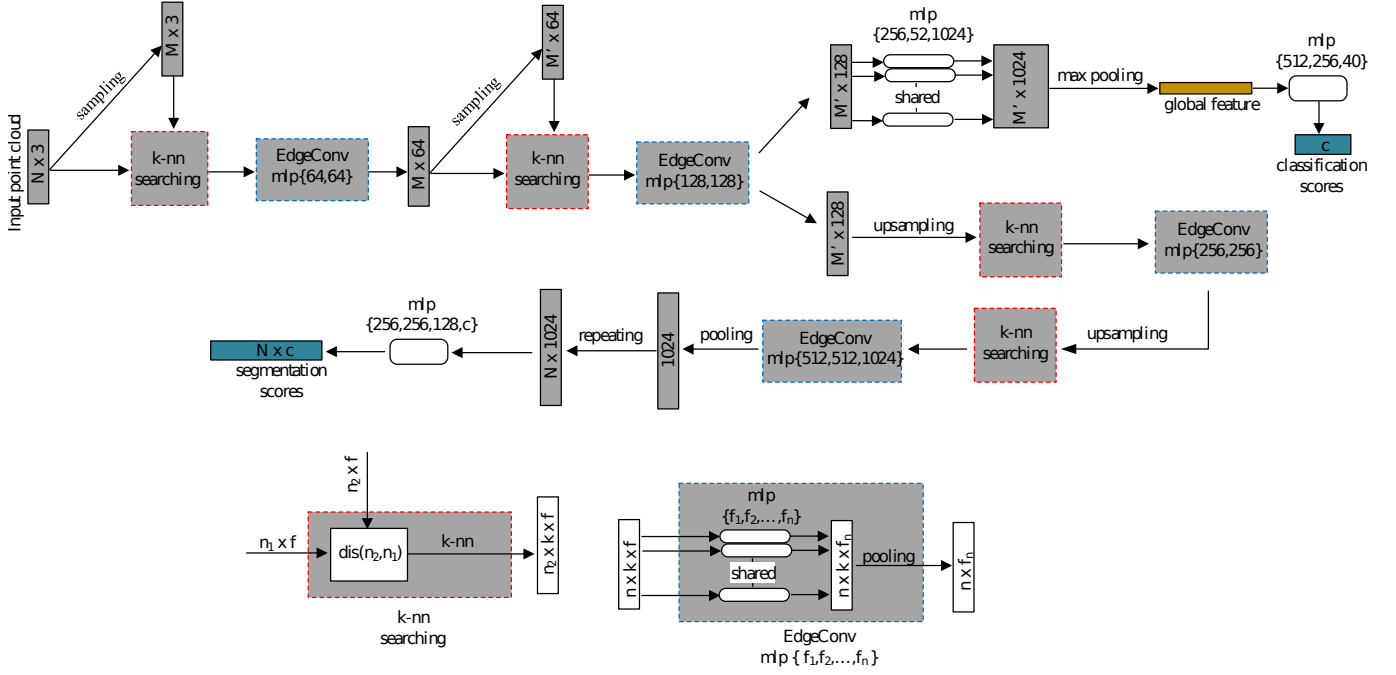 Input point cloud
N x 3
sampling
M x 3
k-nn
searching
EdgeConv
mlp{64,64}
M x 64
sampling
M' x 64
k-nn
searching
EdgeConv
mlp{128,128}
M' x 128
mlp
{256,52,1024}
shared
M' x 1024
max pooling
global feature
mlp
{512,256,40}
c
classification
scores
M' x 128
upsampling
k-nn
searching
EdgeConv
mlp{256,256}
upsampling
k-nn
searching
EdgeConv
mlp{512,512,1024}
pooling
1024
repeating
N x 1024
mlp
{256,256,128,c}
N x c
segmentation
scores
n₂ x f
n₁ x f
dis(n₂,n₁)
k-nn
n₂ x k x f
k-nn
searching
n x k x f
mlp
{f₁,f₂,...,fₙ}
shared
n x k x fₙ
pooling
n x fₙ
EdgeConv
mlp { f₁,f₂,...,fₙ}